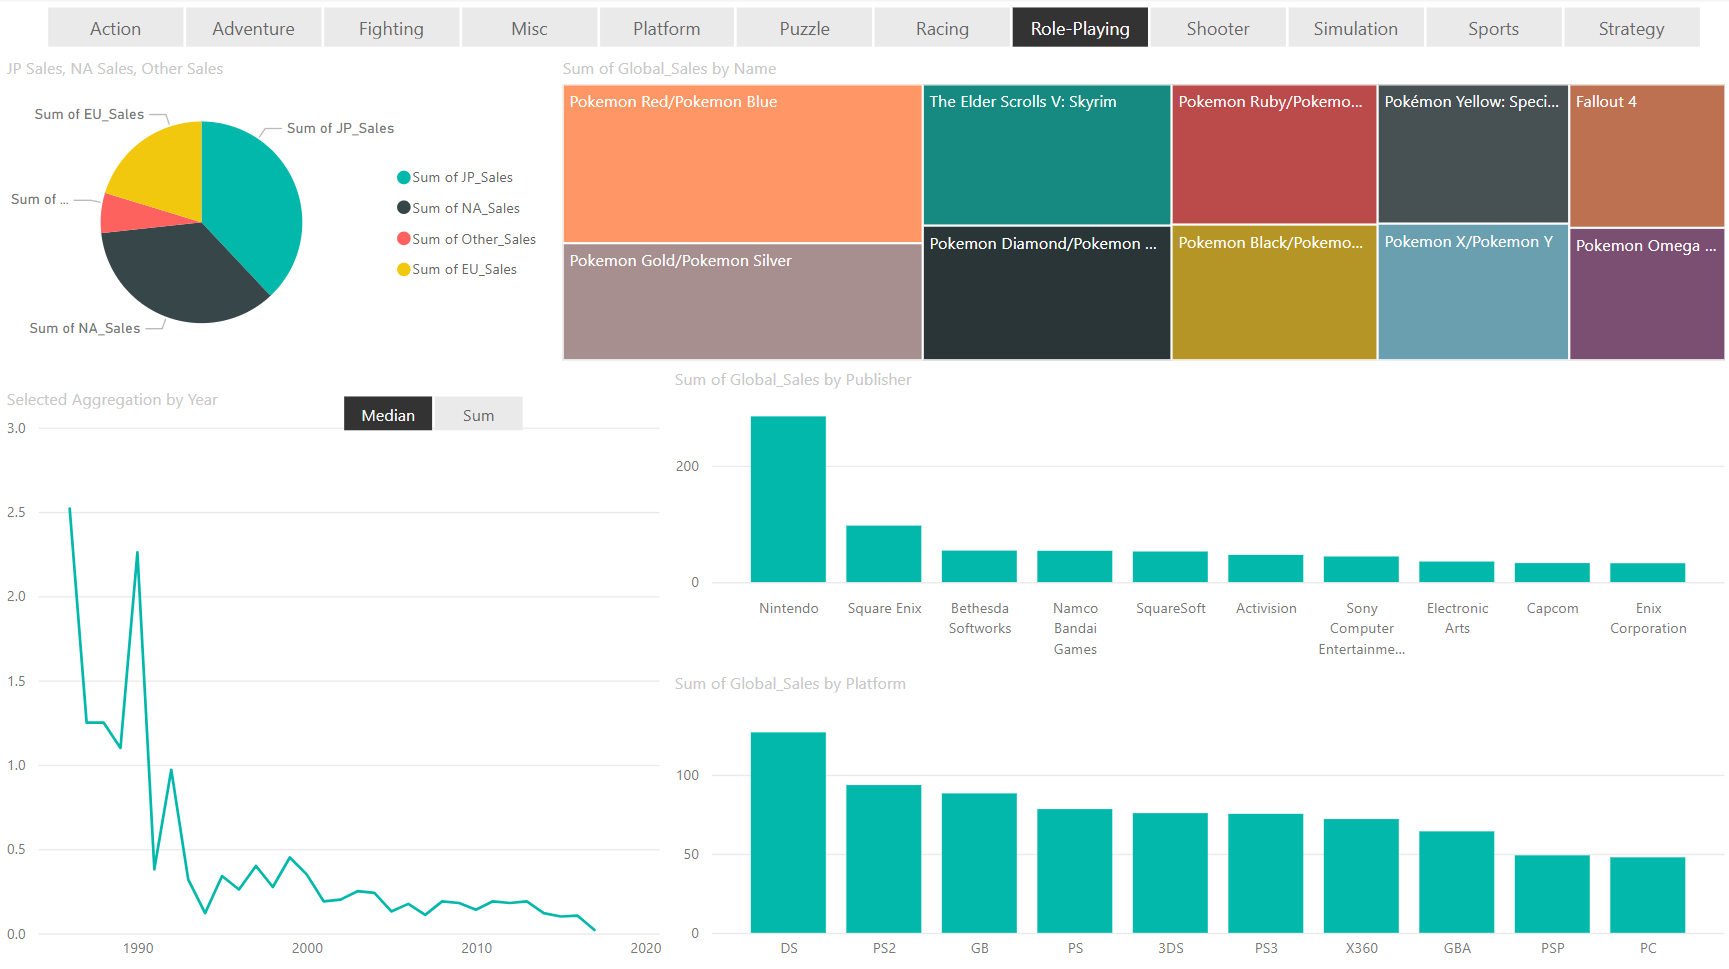 Action Adventure Fighting Misc Platform Puzzle Racing Role-Playing Shooter Simulation Sports Strategy
JP Sales, NA Sales, Other Sales
Sum of EU_Sales
Sum of JP_Sales
Sum of ...
Sum of NA_Sales
Sum of JP_Sales
Sum of NA_Sales
Sum of Other_Sales
Sum of EU_Sales
Sum of Global_Sales by Name
Pokemon Red/Pokemon Blue
The Elder Scrolls V: Skyrim
Pokemon Ruby/Pokemo...
Pokémon Yellow: Speci...
Fallout 4
Pokemon Gold/Pokemon Silver
Pokemon Diamond/Pokemon ...
Pokemon Black/Pokemo...
Pokemon X/Pokemon Y
Pokemon Omega ...
Selected Aggregation by Year
Median Sum
3.0
2.5
2.0
1.5
1.0
0.5
0.0
1990 2000 2010 2020
Sum of Global_Sales by Publisher
200
0
Nintendo
Square Enix
Bethesda
Softworks
Namco
Bandai
Games
SquareSoft
Activision
Sony
Computer
Entertainme...
Electronic
Arts
Capcom
Enix
Corporation
Sum of Global_Sales by Platform
100
50
0
DS PS2 GB PS 3DS PS3 X360 GBA PSP PC